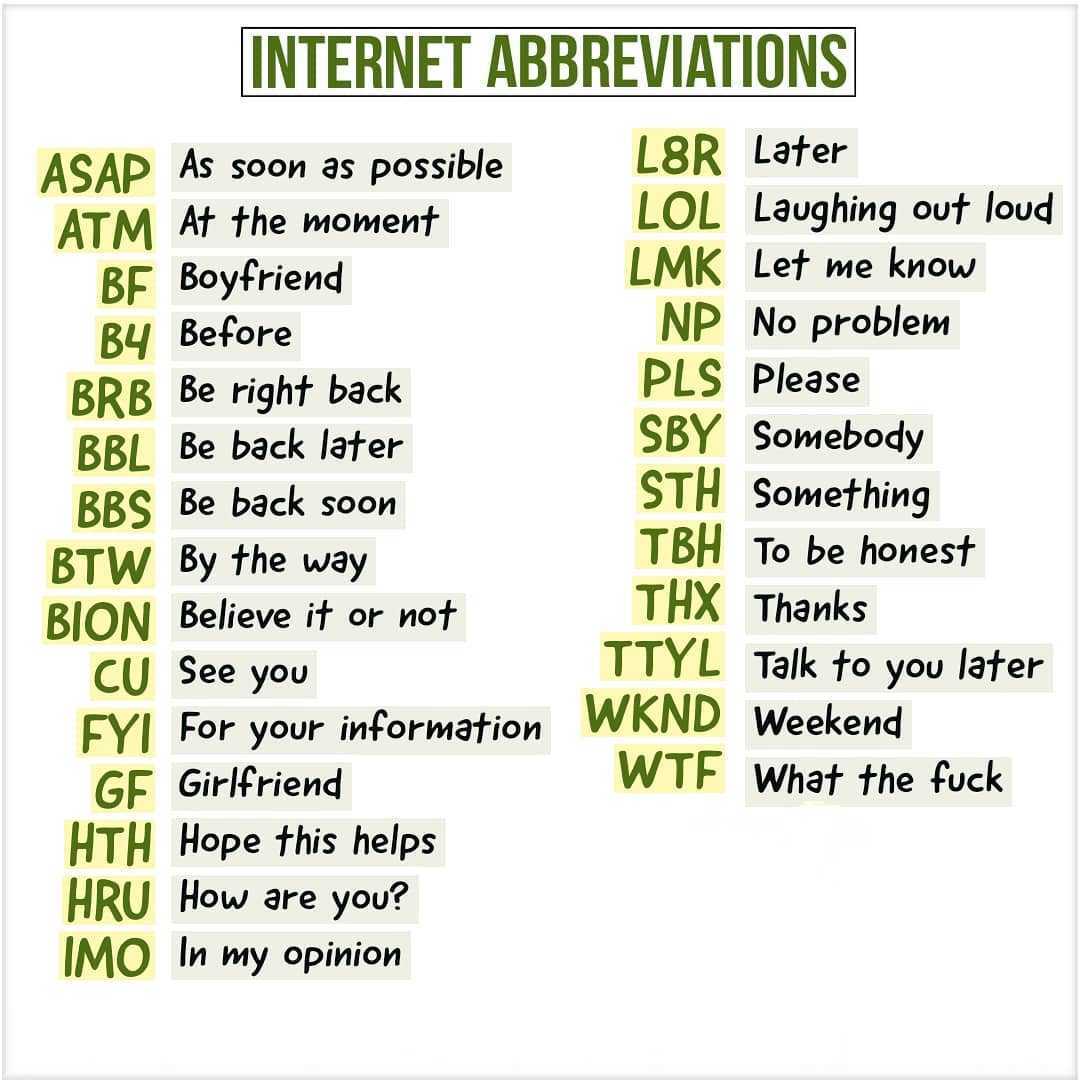 INTERNET ABBREVIATIONS
ASAP As soon as possible
ATM At the moment
BF Boyfriend
B4 Before
BRB Be right back
BBL Be back later
BBS Be back soon
BTW By the way
BION Believe it or not
CU See you
FYI For your information
GF Girlfriend
HTH Hope this helps
HRU How are you?
IMO In my opinion
L8R Later
LOL Laughing out loud
LMK Let me know
NP No problem
PLS Please
SBY Somebody
STH Something
TBH To be honest
THX Thanks
TTYL Talk to you later
WKND Weekend
WTF What the fuck